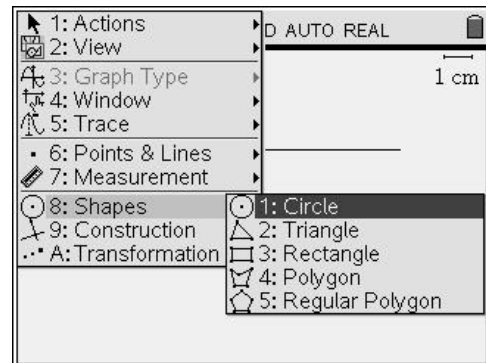 1: Actions
D AUTO REAL
2: View
3: Graph Type
1 cm
4: Window
5: Trace
6: Points & Lines
7: Measurement
8: Shapes
1: Circle
9: Construction
2: Triangle
A: Transformation
3: Rectangle
4: Polygon
5: Regular Polygon